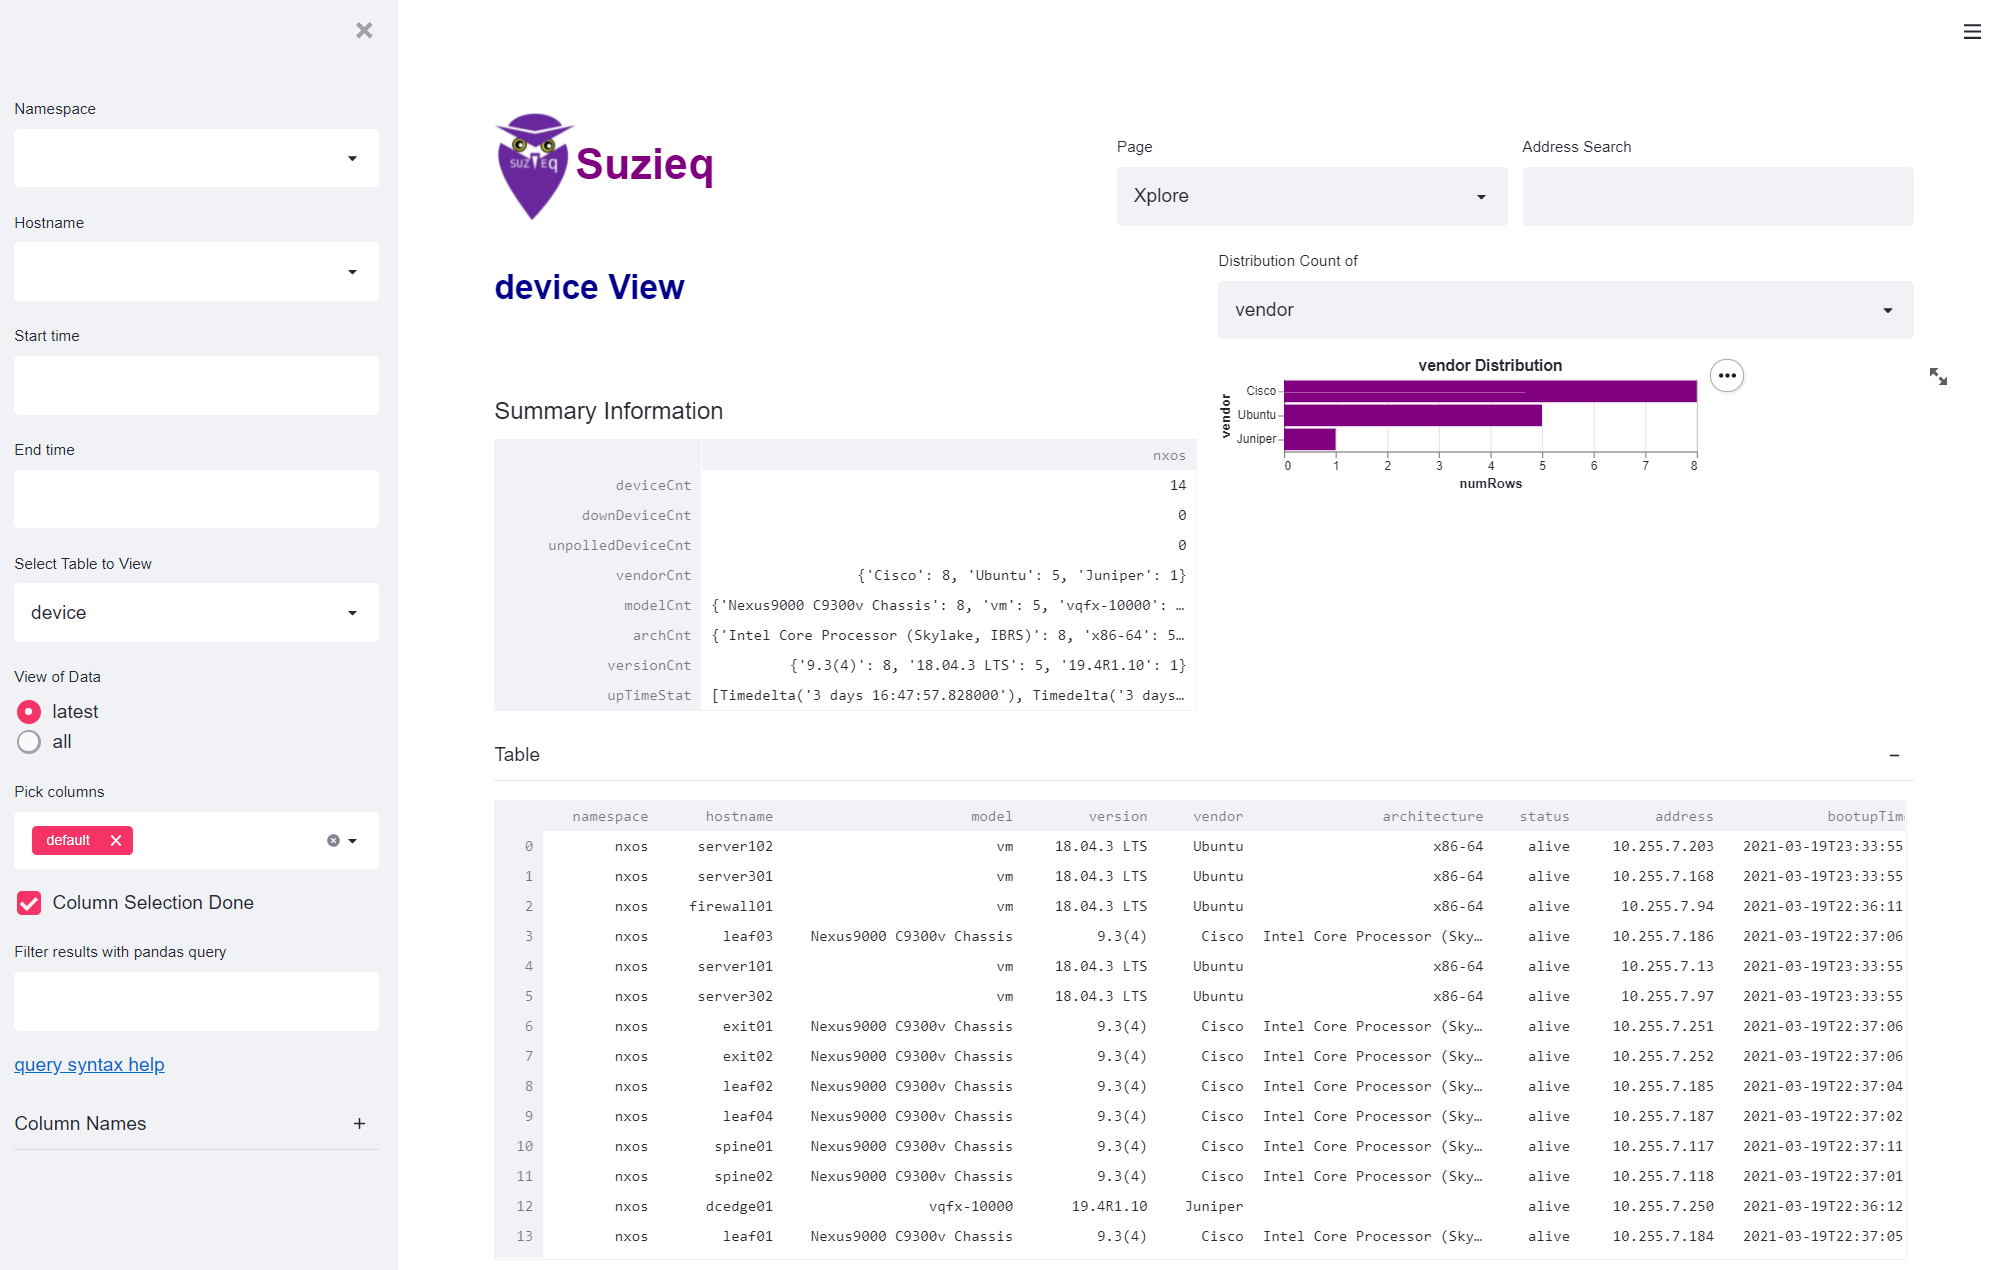 Namespace
Hostname
Start time
End time
Select Table to View
device
View of Data
latest
all
Pick columns
default
Column Selection Done
Filter results with pandas query
query syntax help
Column Names +
SUZIEq
Suzieq
Page
Xplore
Address Search
device View
Distribution Count of
vendor
vendor Distribution
vendor
Cisco
Ubuntu
Juniper
0 1 2 3 4 5 6 7 8
numRows
Summary Information
nxos
deviceCnt 14
downDeviceCnt 0
unpolledDeviceCnt 0
vendorCnt {'Cisco': 8, 'Ubuntu': 5, 'Juniper': 1}
modelCnt {'Nexus9000 C9300v Chassis': 8, 'vm': 5, 'vqfx-10000': …
archCnt {'Intel Core Processor (Skylake, IBRS)': 8, 'x86-64': 5…
versionCnt {'9.3(4)': 8, '18.04.3 LTS': 5, '19.4R1.10': 1}
upTimeStat [Timedelta('3 days 16:47:57.828000'), Timedelta('3 days…
Table −
namespace hostname model version vendor architecture status address bootupTim
0 nxos server102 vm 18.04.3 LTS Ubuntu x86-64 alive 10.255.7.203 2021-03-19T23:33:55
1 nxos server301 vm 18.04.3 LTS Ubuntu x86-64 alive 10.255.7.168 2021-03-19T23:33:55
2 nxos firewall01 vm 18.04.3 LTS Ubuntu x86-64 alive 10.255.7.94 2021-03-19T22:36:11
3 nxos leaf03 Nexus9000 C9300v Chassis 9.3(4) Cisco Intel Core Processor (Sky… alive 10.255.7.186 2021-03-19T22:37:06
4 nxos server101 vm 18.04.3 LTS Ubuntu x86-64 alive 10.255.7.13 2021-03-19T23:33:55
5 nxos server302 vm 18.04.3 LTS Ubuntu x86-64 alive 10.255.7.97 2021-03-19T23:33:55
6 nxos exit01 Nexus9000 C9300v Chassis 9.3(4) Cisco Intel Core Processor (Sky… alive 10.255.7.251 2021-03-19T22:37:06
7 nxos exit02 Nexus9000 C9300v Chassis 9.3(4) Cisco Intel Core Processor (Sky… alive 10.255.7.252 2021-03-19T22:37:06
8 nxos leaf02 Nexus9000 C9300v Chassis 9.3(4) Cisco Intel Core Processor (Sky… alive 10.255.7.185 2021-03-19T22:37:04
9 nxos leaf04 Nexus9000 C9300v Chassis 9.3(4) Cisco Intel Core Processor (Sky… alive 10.255.7.187 2021-03-19T22:37:02
10 nxos spine01 Nexus9000 C9300v Chassis 9.3(4) Cisco Intel Core Processor (Sky… alive 10.255.7.117 2021-03-19T22:37:11
11 nxos spine02 Nexus9000 C9300v Chassis 9.3(4) Cisco Intel Core Processor (Sky… alive 10.255.7.118 2021-03-19T22:37:01
12 nxos dcedge01 vqfx-10000 19.4R1.10 Juniper alive 10.255.7.250 2021-03-19T22:36:12
13 nxos leaf01 Nexus9000 C9300v Chassis 9.3(4) Cisco Intel Core Processor (Sky… alive 10.255.7.184 2021-03-19T22:37:05